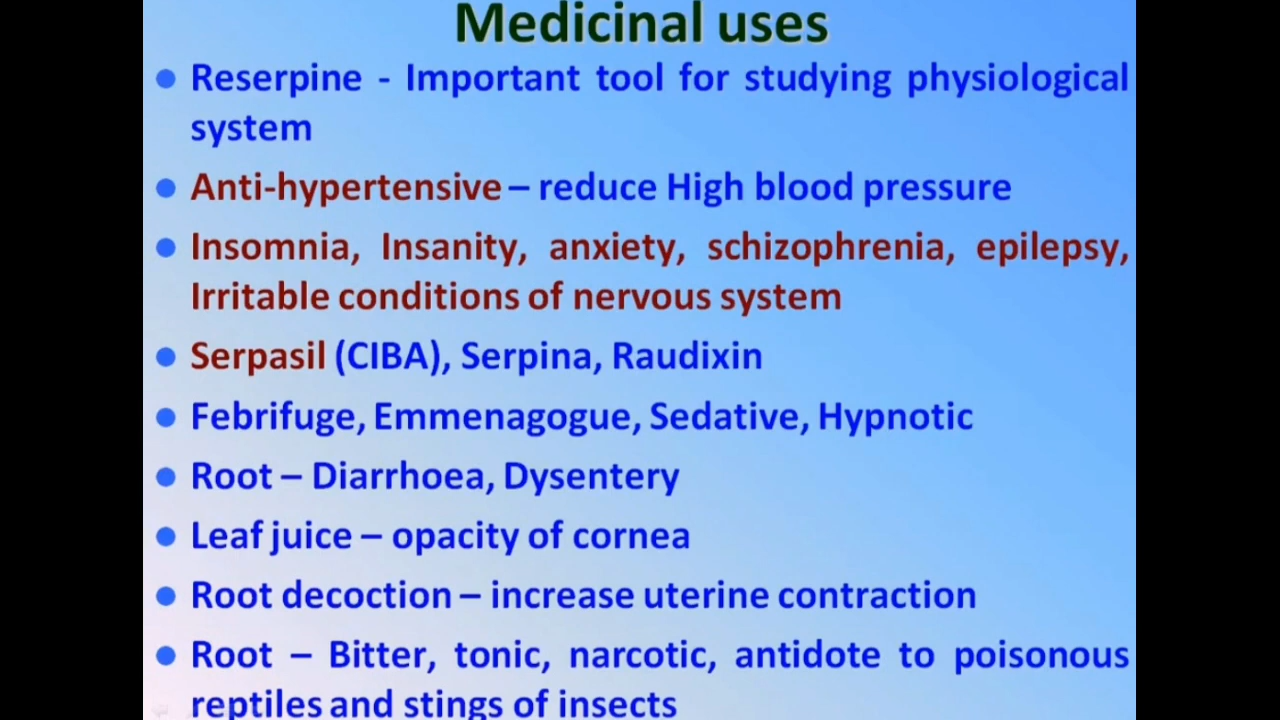 Medicinal uses
Reserpine - Important tool for studying physiological
system
Anti-hypertensive – reduce High blood pressure
Insomnia, Insanity, anxiety, schizophrenia, epilepsy,
Irritable conditions of nervous system
Serpasil (CIBA), Serpina, Raudixin
Febrifuge, Emmenagogue, Sedative, Hypnotic
Root – Diarrhoea, Dysentery
Leaf juice – opacity of cornea
Root decoction – increase uterine contraction
Root – Bitter, tonic, narcotic, antidote to poisonous
reptiles and stings of insects